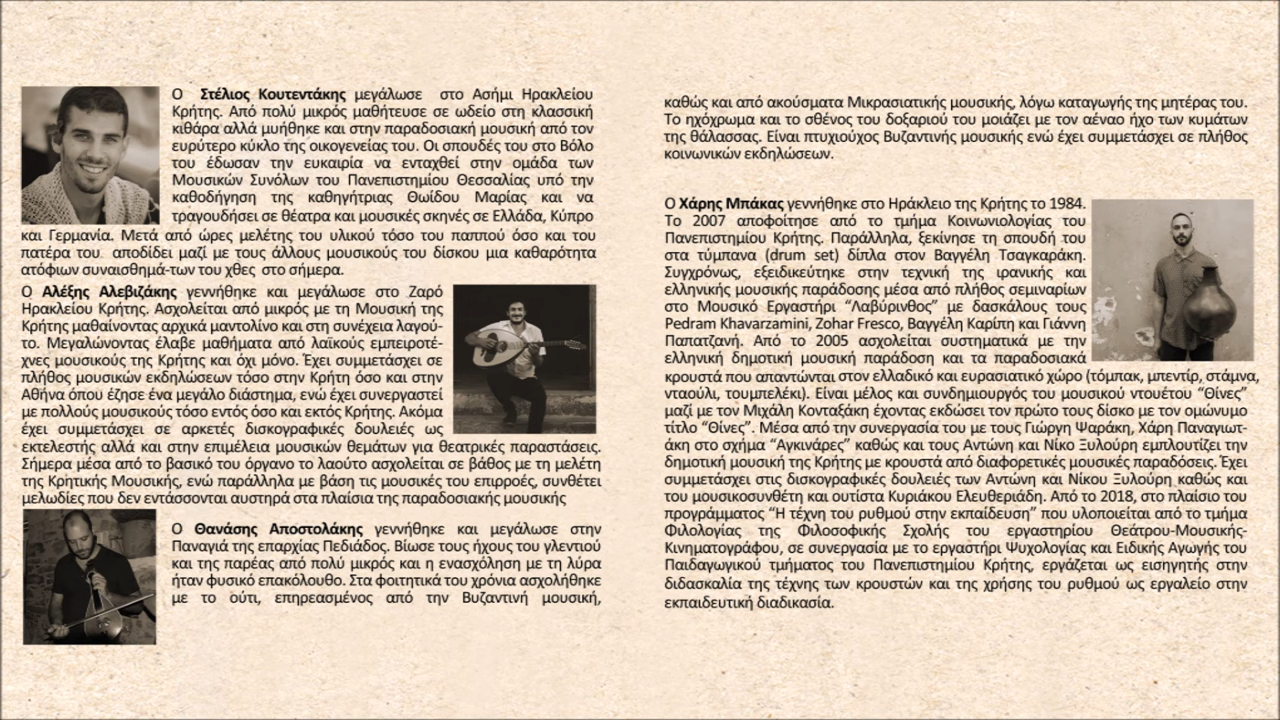 Ο Στέλιος Κουτεντάκης μεγάλωσε στο Ασήμι Ηρακλείου
Κρήτης. Από πολύ μικρός μαθήτευσε σε ωδείο στη κλασσική
κιθάρα αλλά μυήθηκε και στην παραδοσιακή μουσική από τον
ευρύτερο κύκλο της οικογενείας του. Οι σπουδές του στο Βόλο
του έδωσαν την ευκαιρία να ενταχθεί στην ομάδα των
Μουσικών Συνόλων του Πανεπιστημίου Θεσσαλίας υπό την
καθοδήγηση της καθηγήτριας Θωίδου Μαρίας και να
τραγουδήσει σε θέατρα και μουσικές σκηνές σε Ελλάδα, Κύπρο
και Γερμανία. Μετά από ώρες μελέτης του υλικού τόσο του παππού όσο και του
πατέρα του αποδίδει μαζί με τους άλλους μουσικούς του δίσκου μια καθαρότητα
ατόφιων συναισθημά-των του χθες στο σήμερα.
Ο Αλέξης Αλεβιζάκης γεννήθηκε και μεγάλωσε στο Ζαρό
Ηρακλείου Κρήτης. Ασχολείται από μικρός με τη Μουσική της
Κρήτης μαθαίνοντας αρχικά μαντολίνο και στη συνέχεια λαγού-
το. Μεγαλώνοντας έλαβε μαθήματα από λαϊκούς εμπειροτέ-
χνες μουσικούς της Κρήτης και όχι μόνο. Έχει συμμετάσχει σε
πλήθος μουσικών εκδηλώσεων τόσο στην Κρήτη όσο και στην
Αθήνα όπου έζησε ένα μεγάλο διάστημα, ενώ έχει συνεργαστεί
με πολλούς μουσικούς τόσο εντός όσο και εκτός Κρήτης. Ακόμα
έχει συμμετάσχει σε αρκετές δισκογραφικές δουλειές ως
εκτελεστής αλλά και στην επιμέλεια μουσικών θεμάτων για θεατρικές παραστάσεις.
Σήμερα μέσα από το βασικό του όργανο το λαούτο ασχολείται σε βάθος με τη μελέτη
της Κρητικής Μουσικής, ενώ παράλληλα με βάση τις μουσικές του επιρροές, συνθέτει
μελωδίες που δεν εντάσσονται αυστηρά στα πλαίσια της παραδοσιακής μουσικής
Ο Θανάσης Αποστολάκης γεννήθηκε και μεγάλωσε στην
Παναγιά της επαρχίας Πεδιάδος. Βίωσε τους ήχους του γλεντιού
και της παρέας από πολύ μικρός και η ενασχόληση με τη λύρα
ήταν φυσικό επακόλουθο. Στα φοιτητικά του χρόνια ασχολήθηκε
με το ούτι, επηρεασμένος από την Βυζαντινή μουσική,
καθώς και από ακούσματα Μικρασιατικής μουσικής, λόγω καταγωγής της μητέρας του.
Το ηχόχρωμα και το σθένος του δοξαριού του μοιάζει με τον αέναο ήχο των κυμάτων
της θάλασσας. Είναι πτυχιούχος Βυζαντινής μουσικής ενώ έχει συμμετάσχει σε πλήθος
κοινωνικών εκδηλώσεων.
Ο Χάρης Μπάκας γεννήθηκε στο Ηράκλειο της Κρήτης το 1984.
Το 2007 αποφοίτησε από το τμήμα Κοινωνιολογίας του
Πανεπιστημίου Κρήτης. Παράλληλα, ξεκίνησε τη σπουδή του
στα τύμπανα (drum set) δίπλα στον Βαγγέλη Τσαγκαράκη.
Συγχρόνως, εξειδικεύτηκε στην τεχνική της ιρανικής και
ελληνικής μουσικής παράδοσης μέσα από πλήθος σεμιναρίων
στο Μουσικό Εργαστήρι “Λαβύρινθος” με δασκάλους τους
Pedram Khavarzamini, Zohar Fresco, Βαγγέλη Καρίπη και Γιάννη
Παπατζανή. Από το 2005 ασχολείται συστηματικά με την
ελληνική δημοτική μουσική παράδοση και τα παραδοσιακά
κρουστά που απαντώνται στον ελλαδικό και ευρασιατικό χώρο (τόμπακ, μπεντίρ, στάμνα,
νταούλι, τουμπελέκι). Είναι μέλος και συνδημιουργός του μουσικού ντουέτου “Θίνες”
μαζί με τον Μιχάλη Κονταξάκη έχοντας εκδώσει τον πρώτο τους δίσκο με τον ομώνυμο
τίτλο “Θίνες”. Μέσα από την συνεργασία του με τους Γιώργη Ψαράκη, Χάρη Παναγιωτ-
άκη στο σχήμα “Αγκινάρες” καθώς και τους Αντώνη και Νίκο Ξυλούρη εμπλουτίζει την
δημοτική μουσική της Κρήτης με κρουστά από διαφορετικές μουσικές παραδόσεις. Έχει
συμμετάσχει στις δισκογραφικές δουλειές των Αντώνη και Νίκου Ξυλούρη καθώς και
του μουσικοσυνθέτη και ουτίστα Κυριάκου Ελευθεριάδη. Από το 2018, στο πλαίσιο του
προγράμματος “Η τέχνη του ρυθμού στην εκπαίδευση” που υλοποιείται από το τμήμα
Φιλολογίας της Φιλοσοφικής Σχολής του εργαστηρίου Θεάτρου-Μουσικής-
Κινηματογράφου, σε συνεργασία με το εργαστήρι Ψυχολογίας και Ειδικής Αγωγής του
Παιδαγωγικού τμήματος του Πανεπιστημίου Κρήτης, εργάζεται ως εισηγητής στην
διδασκαλία της τέχνης των κρουστών και της χρήσης του ρυθμού ως εργαλείο στην
εκπαιδευτική διαδικασία.